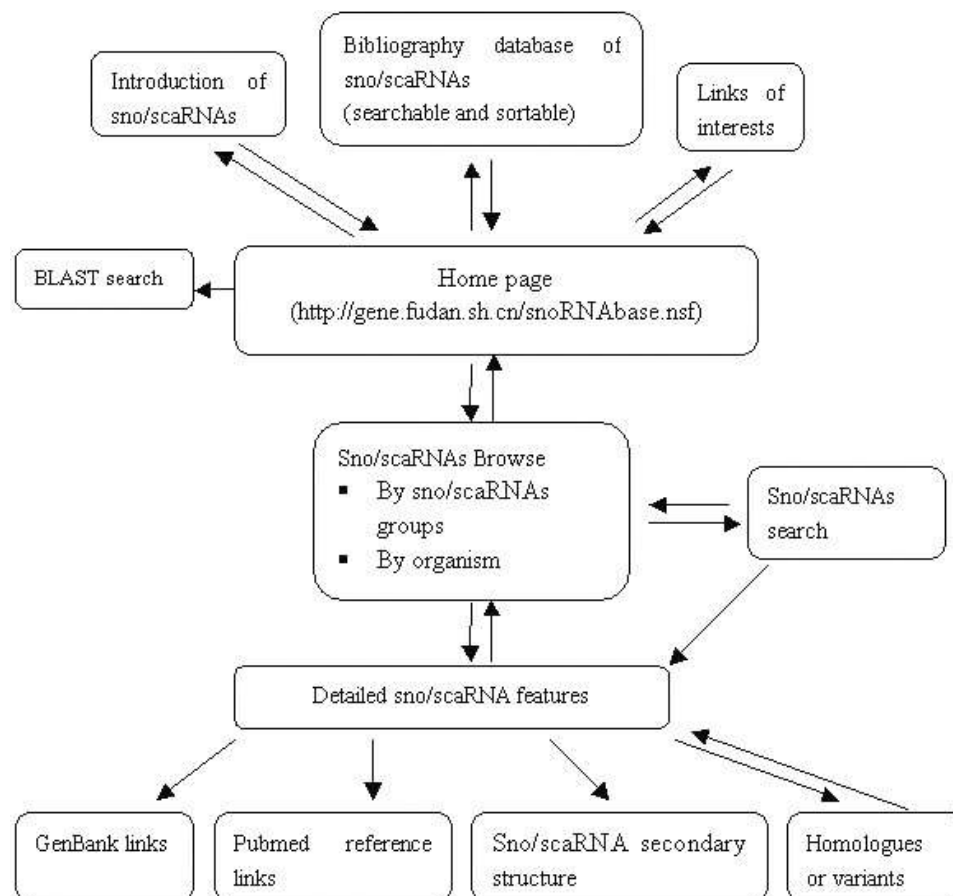 Bibliography database of
sno/scaRNAs
(searchable and sortable)
Introduction of
sno/scaRNAs
Links of
interests
BLAST search
Home page
(http://gene.fudan.sh.cn/snoRNAbase.nsf)
Sno/scaRNAs Browse
▪ By sno/scaRNAs
groups
▪ By organism
Sno/scaRNAs
search
Detailed sno/scaRNA features
GenBank links
Pubmed reference
links
Sno/scaRNA secondary
structure
Homologues
or variants